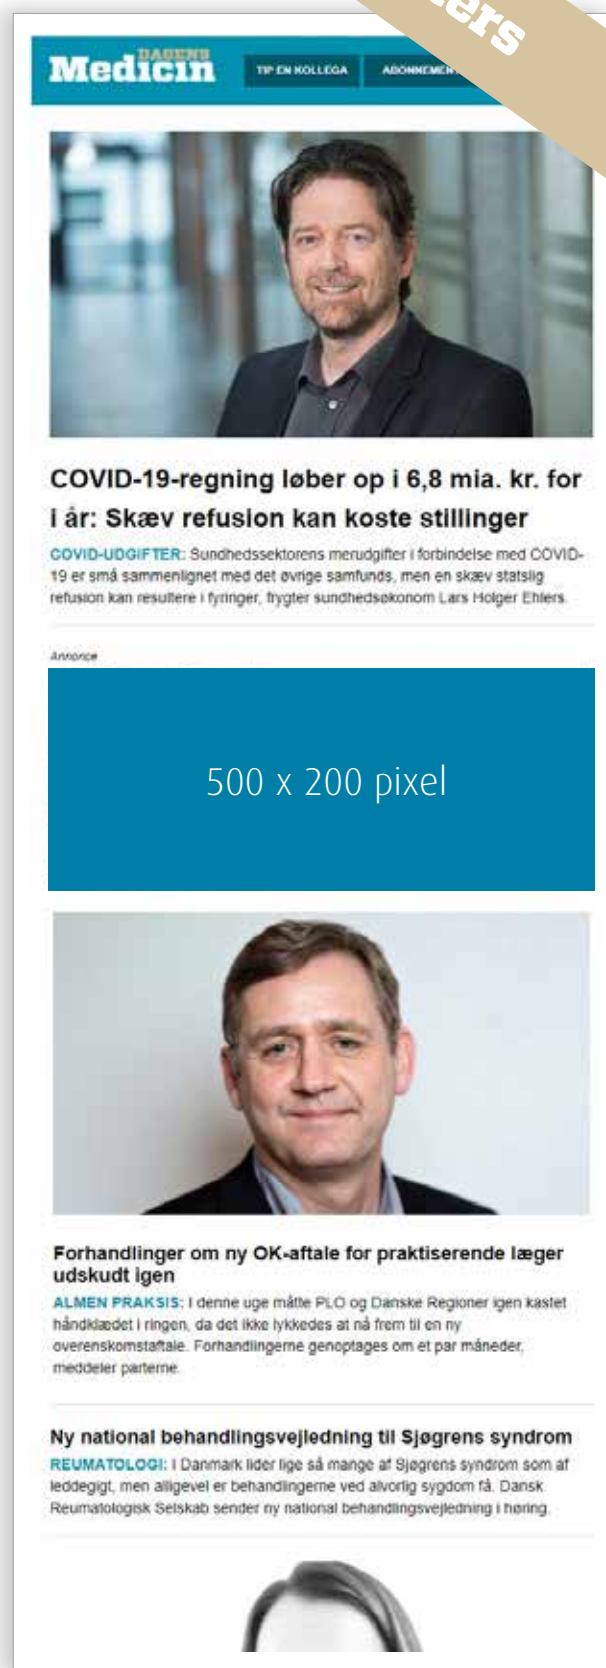 ers
DAGENS
Medicin
TIP EN KOLLEGA
COVID-19-regning løber op i 6,8 mia. kr. for
i år: Skæv refusion kan koste stillinger
COVID-UDGIFTER: Sundhedssektorens merudgifter i forbindelse med COVID-
19 er små sammenlignet med det øvrige samfunds, men en skæv statslig
refusion kan resultere i fyringer, frygter sundhedsøkonom Lars Holger Ehlers.
Annonce
500 x 200 pixel
Forhandlinger om ny OK-aftale for praktiserende læger
udskudt igen
ALMEN PRAKSIS: I denne uge måtte PLO og Danske Regioner igen kastet
håndklædet i ringen, da det ikke lykkedes at nå frem til en ny
overenskomstaftale. Forhandlingerne genoptages om et par måneder,
meddeler parterne.
Ny national behandlingsvejledning til Sjøgrens syndrom
REUMATOLOGI: I Danmark lider lige så mange af Sjøgrens syndrom som af
leddegigt, men alligevel er behandlingerne ved alvorlig sygdom få. Dansk
Reumatologisk Selskab sender ny national behandlingsvejledning i høring.